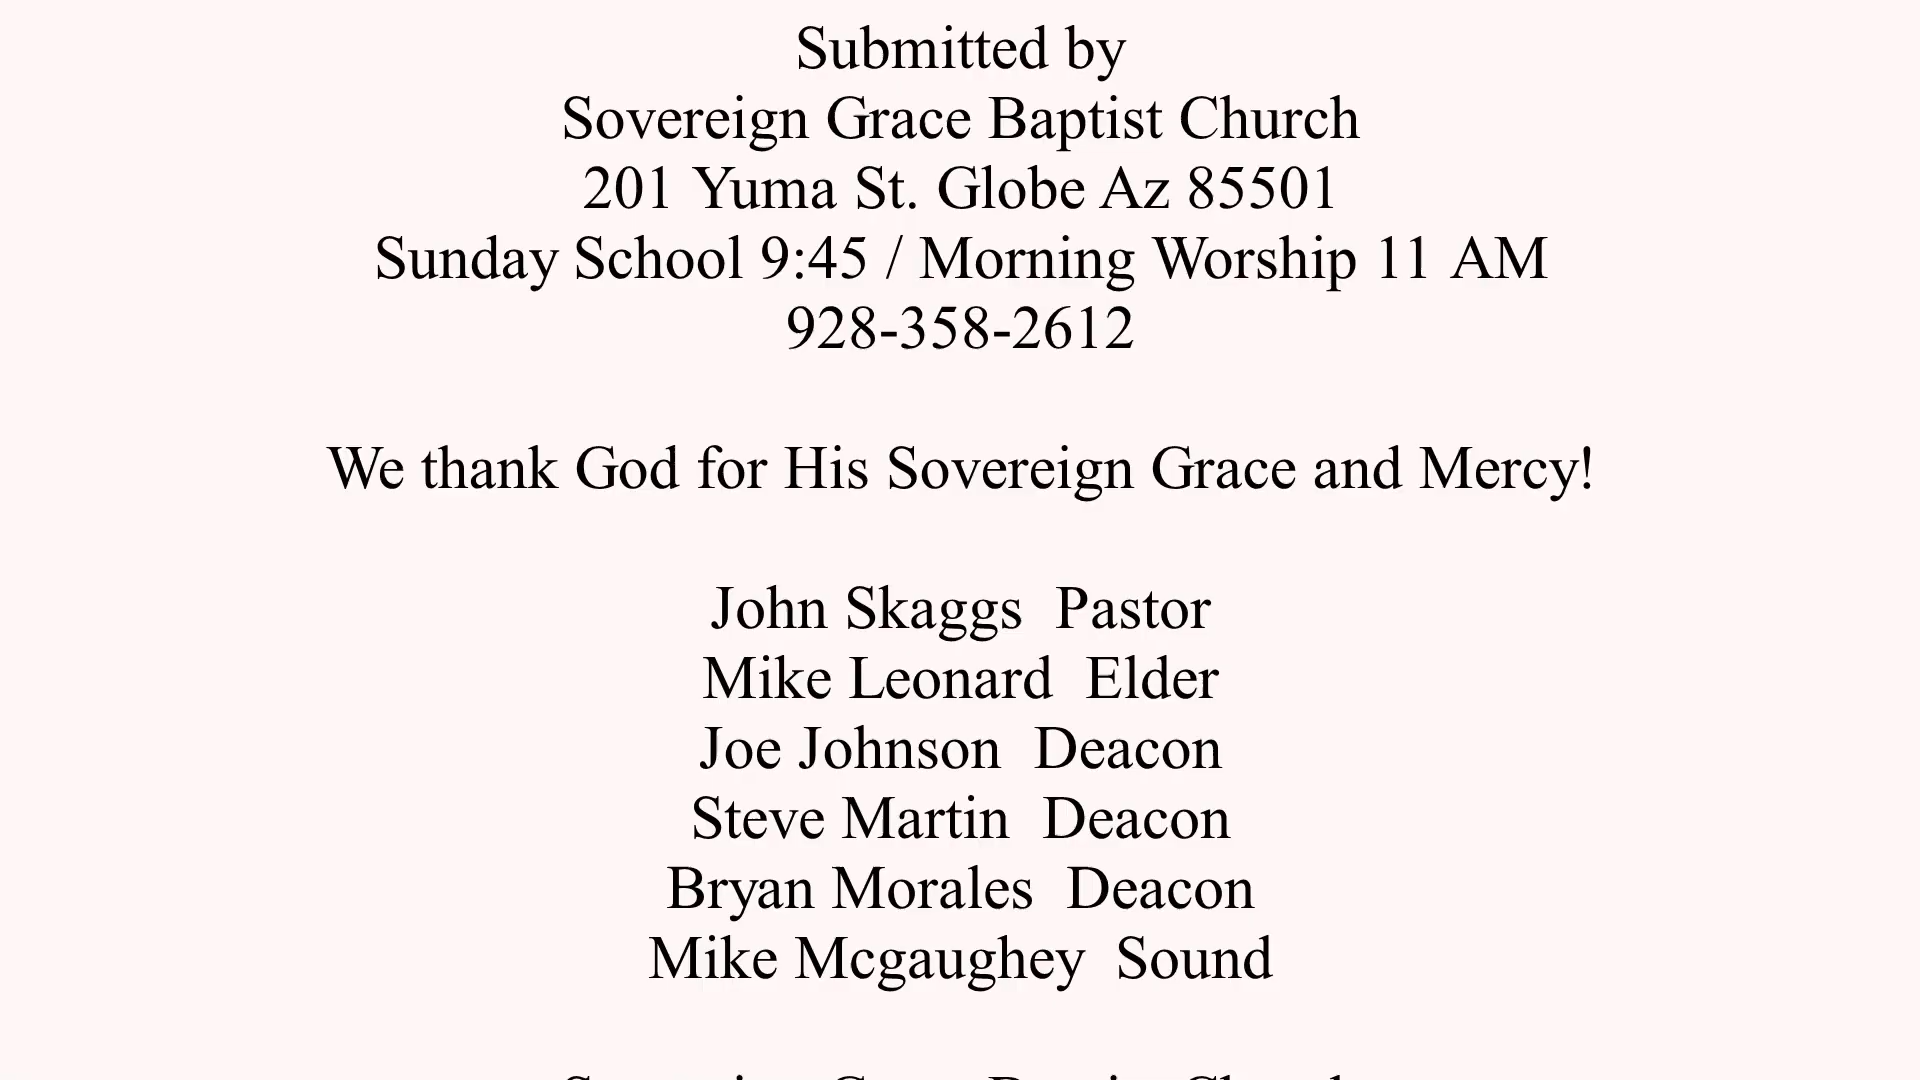 Submitted by
Sovereign Grace Baptist Church
201 Yuma St. Globe Az 85501
Sunday School 9:45 / Morning Worship 11 AM
928-358-2612
We thank God for His Sovereign Grace and Mercy!
John Skaggs  Pastor
Mike Leonard  Elder
Joe Johnson  Deacon
Steve Martin  Deacon
Bryan Morales  Deacon
Mike Mcgaughey  Sound